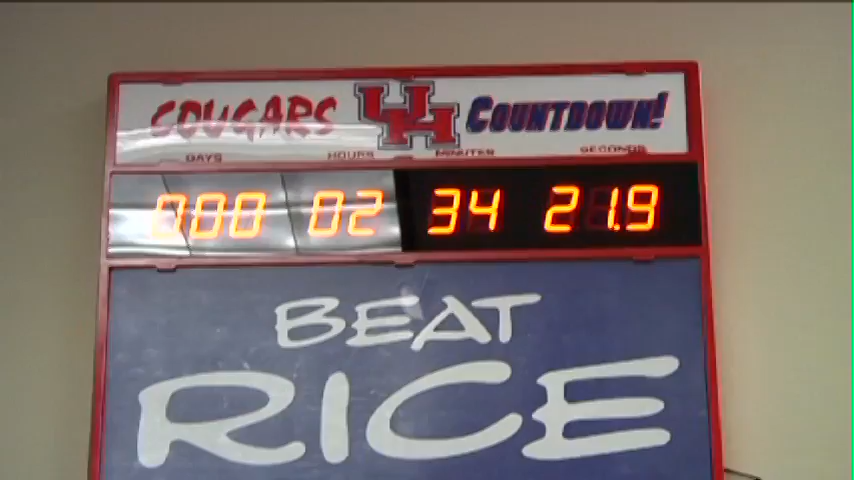 COUGARS UH COUNTDOWN!
DAYS HOURS MINUTES SECONDS
000 02 34 21.9
BEAT
RICE